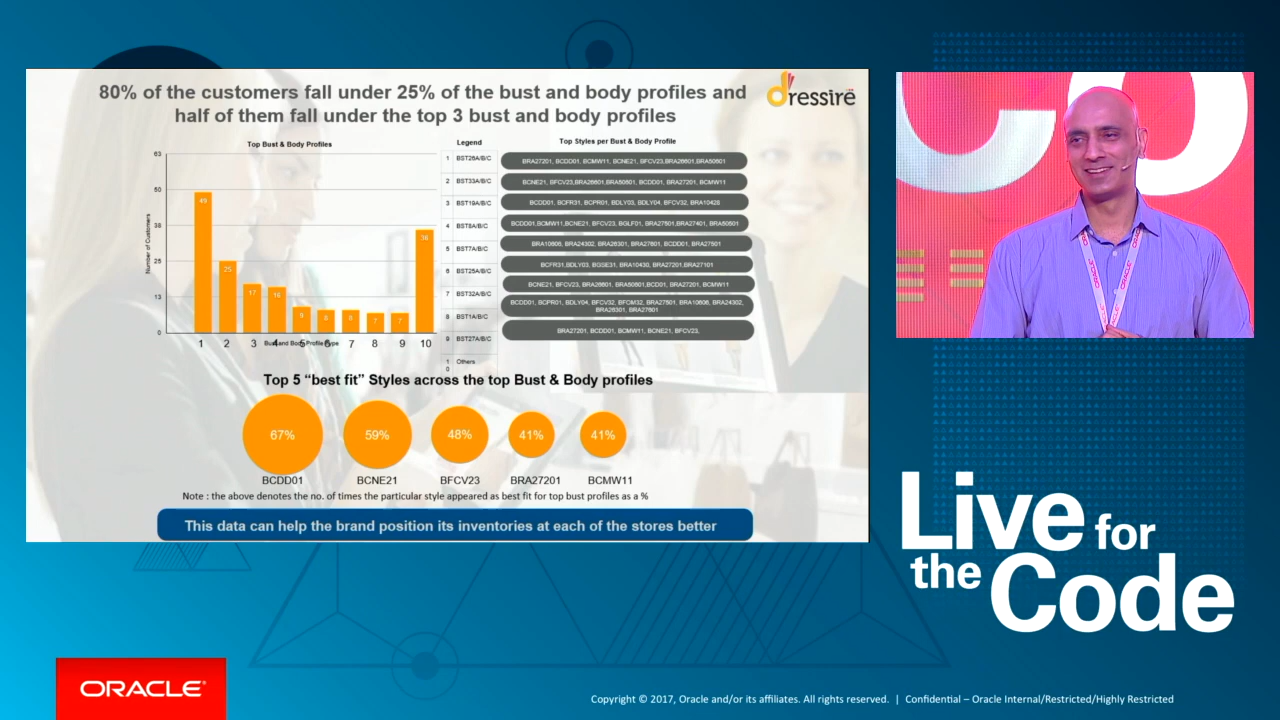 80% of the customers fall under 25% of the bust and body profiles and
half of them fall under the top 3 bust and body profiles
dressirë
Top Bust & Body Profiles
Number of Customers
63
50
38
25
13
0
49
25
17
16
9
8
8
7
7
36
1 2 3 4 5 6 7 8 9 10
Bust and Body Profile Type
Legend
1 BST26A/B/C
2 BST33A/B/C
3 BST19A/B/C
4 BST8A/B/C
5 BST7A/B/C
6 BST25A/B/C
7 BST32A/B/C
8 BST1A/B/C
9 BST27A/B/C
10 Others
Top Styles per Bust & Body Profile
BRA27201, BCDD01, BCMW11, BCNE21, BFCV23,BRA26601,BRA50601
BCNE21, BFCV23,BRA26601,BRA50601, BCDD01, BRA27201, BCMW11
BCDD01, BCFR31, BCPR01, BDLY03, BDLY04, BFCV32, BRA10428
BCDD01,BCMW11,BCNE21, BFCV23, BGLF01, BRA27501,BRA27401, BRA50501
BRA10606, BRA24302, BRA26301, BRA27601, BCDD01, BRA27501
BCFR31,BDLY03, BGSE31, BRA10430, BRA27201,BRA27101
BCNE21, BFCV23, BRA26601, BRA50601,BCD01, BRA27201, BCMW11
BCDD01, BCPR01, BDLY04, BFCV32, BFCM32, BRA27501, BRA10606, BRA24302,
BRA26301, BRA27601
BRA27201, BCDD01, BCMW11, BCNE21, BFCV23,
Top 5 “best fit” Styles across the top Bust & Body profiles
67% 59% 48% 41% 41%
BCDD01 BCNE21 BFCV23 BRA27201 BCMW11
Note : the above denotes the no. of times the particular style appeared as best fit for top bust profiles as a %
This data can help the brand position its inventories at each of the stores better
Live for
the Code
ORACLE
Copyright © 2017, Oracle and/or its affiliates. All rights reserved. | Confidential – Oracle Internal/Restricted/Highly Restricted